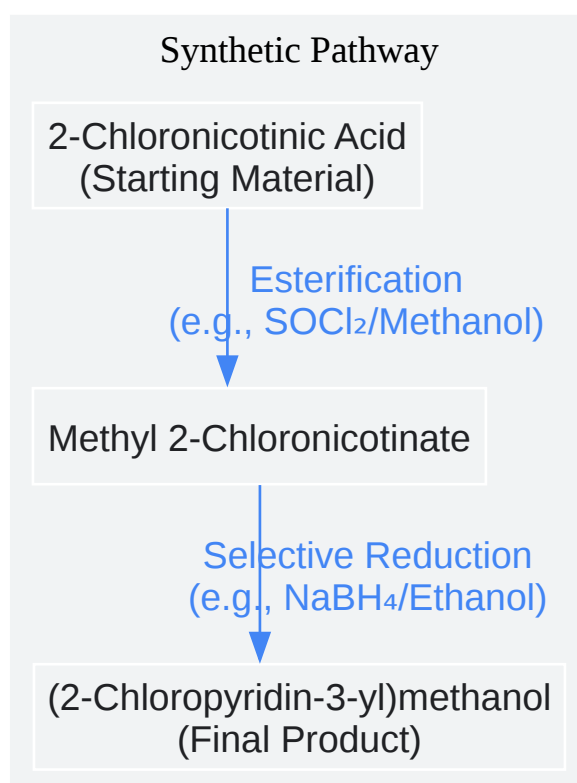 Synthetic Pathway
2-Chloronicotinic Acid
(Starting Material)
Esterification
(e.g., SOCl₂/Methanol)
Methyl 2-Chloronicotinate
Selective Reduction
(e.g., NaBH₄/Ethanol)
(2-Chloropyridin-3-yl)methanol
(Final Product)